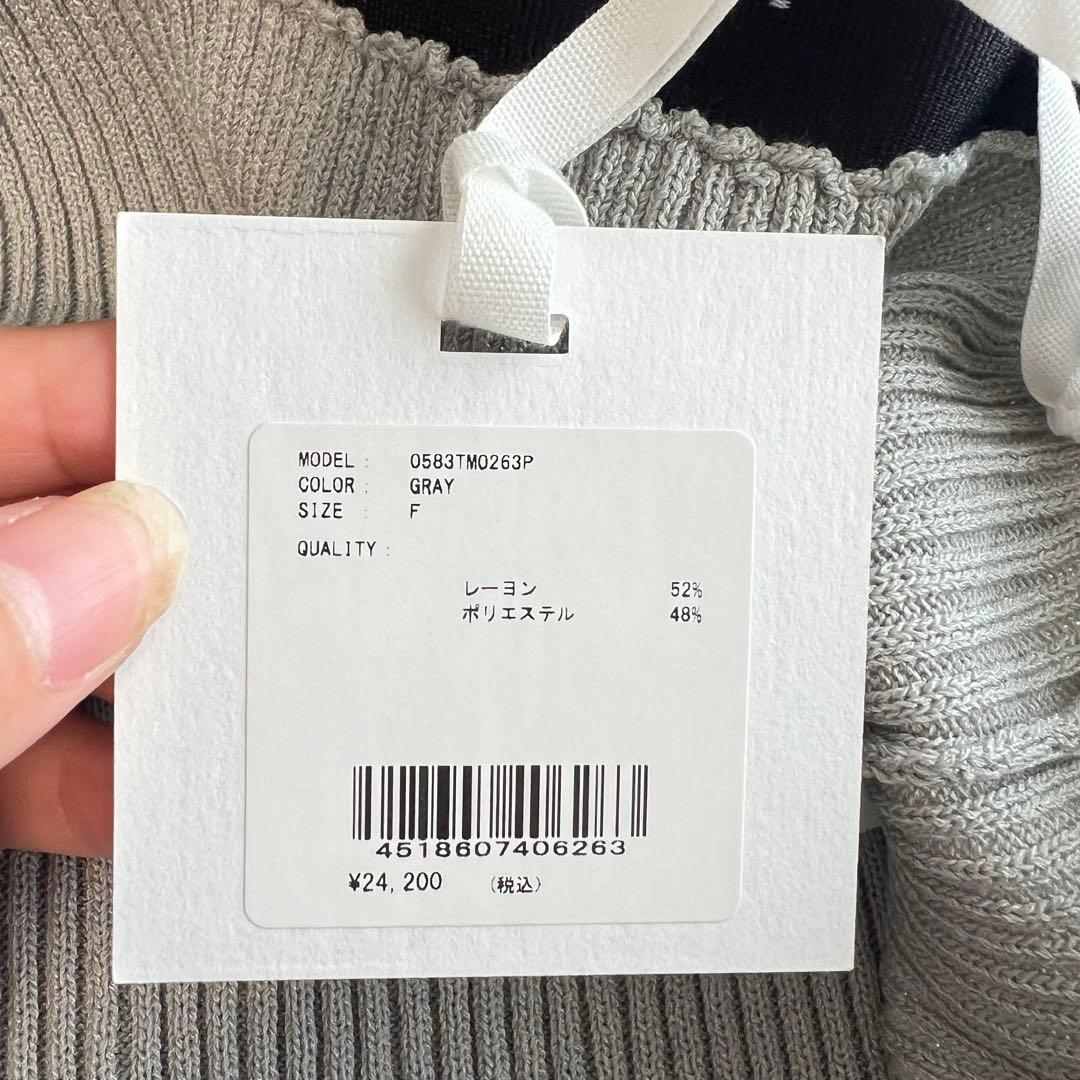 MODEL : 0583TM0263P
COLOR : GRAY
SIZE : F
QUALITY :
レーヨン 52%
ポリエステル 48%
4518607406263
¥24,200 (税込)